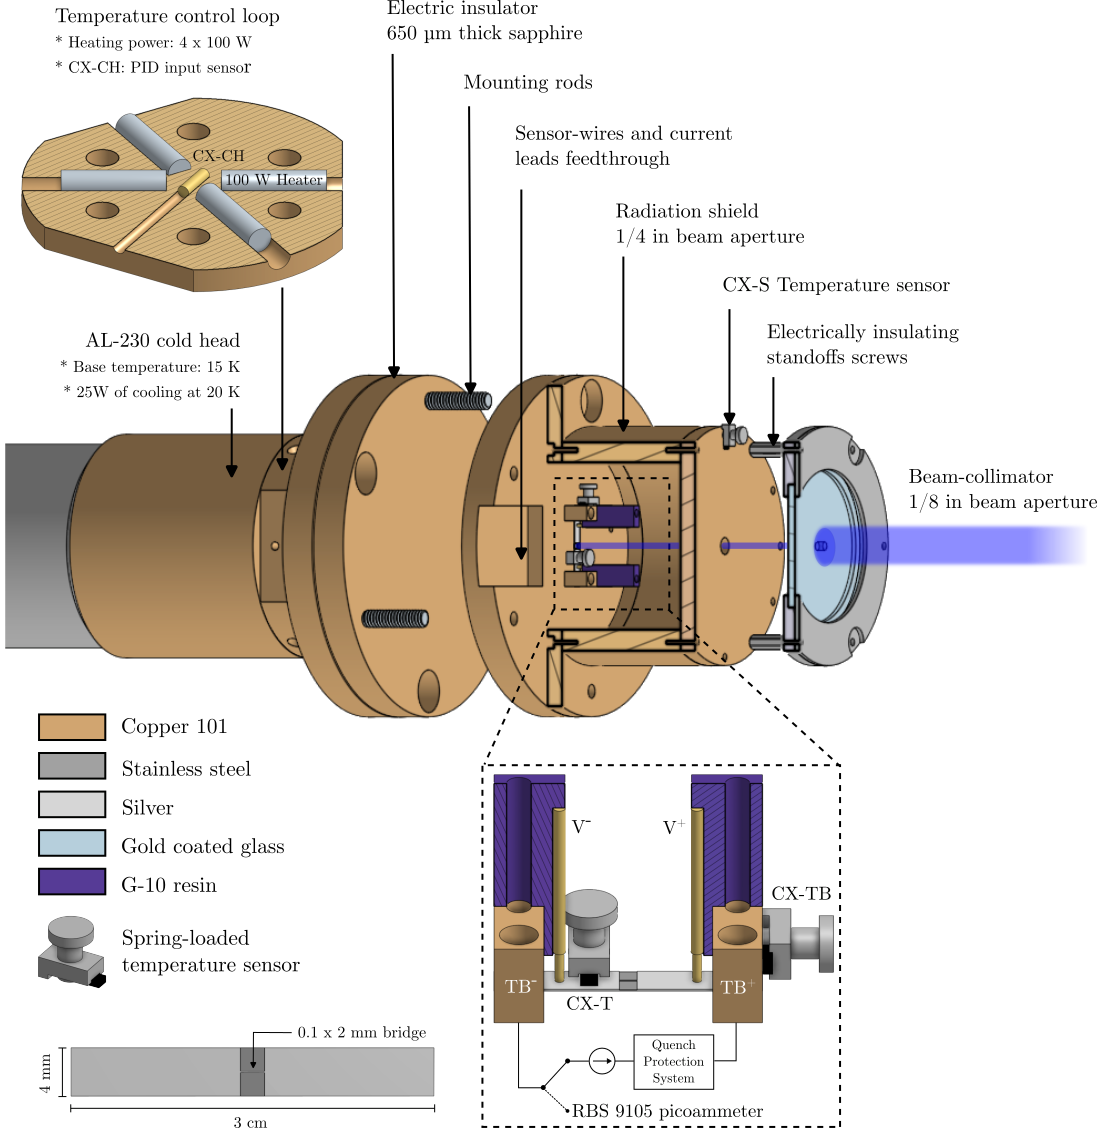 Temperature control loop
* Heating power: 4 x 100 W
* CX-CH: PID input sensor
Electric insulator
650 µm thick sapphire
Mounting rods
Sensor-wires and current
leads feedthrough
CX-CH
100 W Heater
Radiation shield
1/4 in beam aperture
CX-S Temperature sensor
Electrically insulating
standoffs screws
AL-230 cold head
* Base temperature: 15 K
* 25W of cooling at 20 K
Beam-collimator
1/8 in beam aperture
Copper 101
Stainless steel
Silver
Gold coated glass
G-10 resin
Spring-loaded
temperature sensor
V⁻
V⁺
CX-TB
TB⁻
CX-T
TB⁺
Quench
Protection
System
RBS 9105 picoammeter
0.1 x 2 mm bridge
4 mm
3 cm